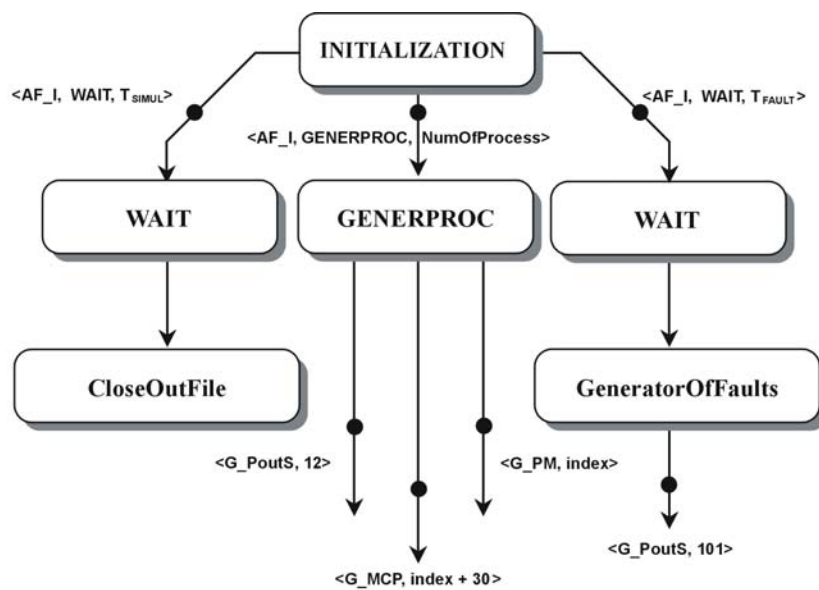 INITIALIZATION
<AF_I, WAIT, TSIMUL>
<AF_I, WAIT, TFAULT>
<AF_I, GENERPROC, NumOfProcess>
WAIT
GENERPROC
WAIT
CloseOutFile
GeneratorOfFaults
<G_PoutS, 12>
<G_PM, index>
<G_PoutS, 101>
<G_MCP, index + 30>